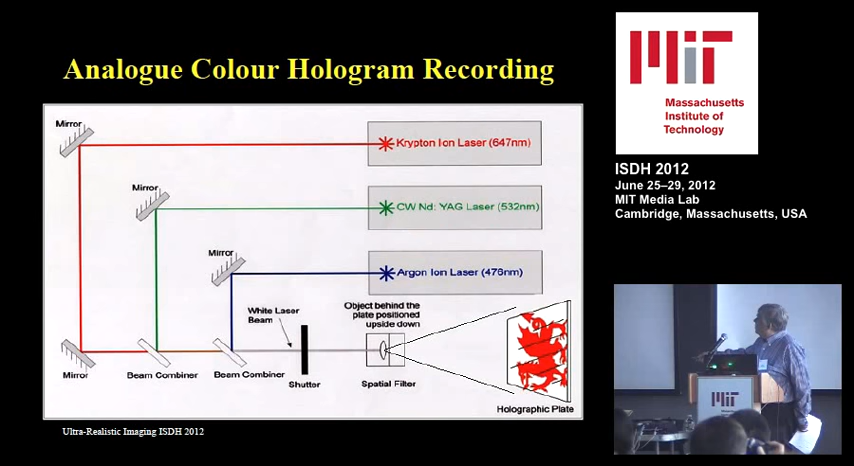 Analogue Colour Hologram Recording
Mirror
Krypton Ion Laser (647nm)
Mirror
CW Nd: YAG Laser (532nm)
Mirror
Argon Ion Laser (476nm)
White Laser
Beam
Object behind the
plate positioned
upside down
Mirror
Beam Combiner
Beam Combiner
Shutter
Spatial Filter
Holographic Plate
Ultra-Realistic Imaging ISDH 2012
MIT
Massachusetts
Institute of
Technology
ISDH 2012
June 25–29, 2012
MIT Media Lab
Cambridge, Massachusetts, USA
MIT